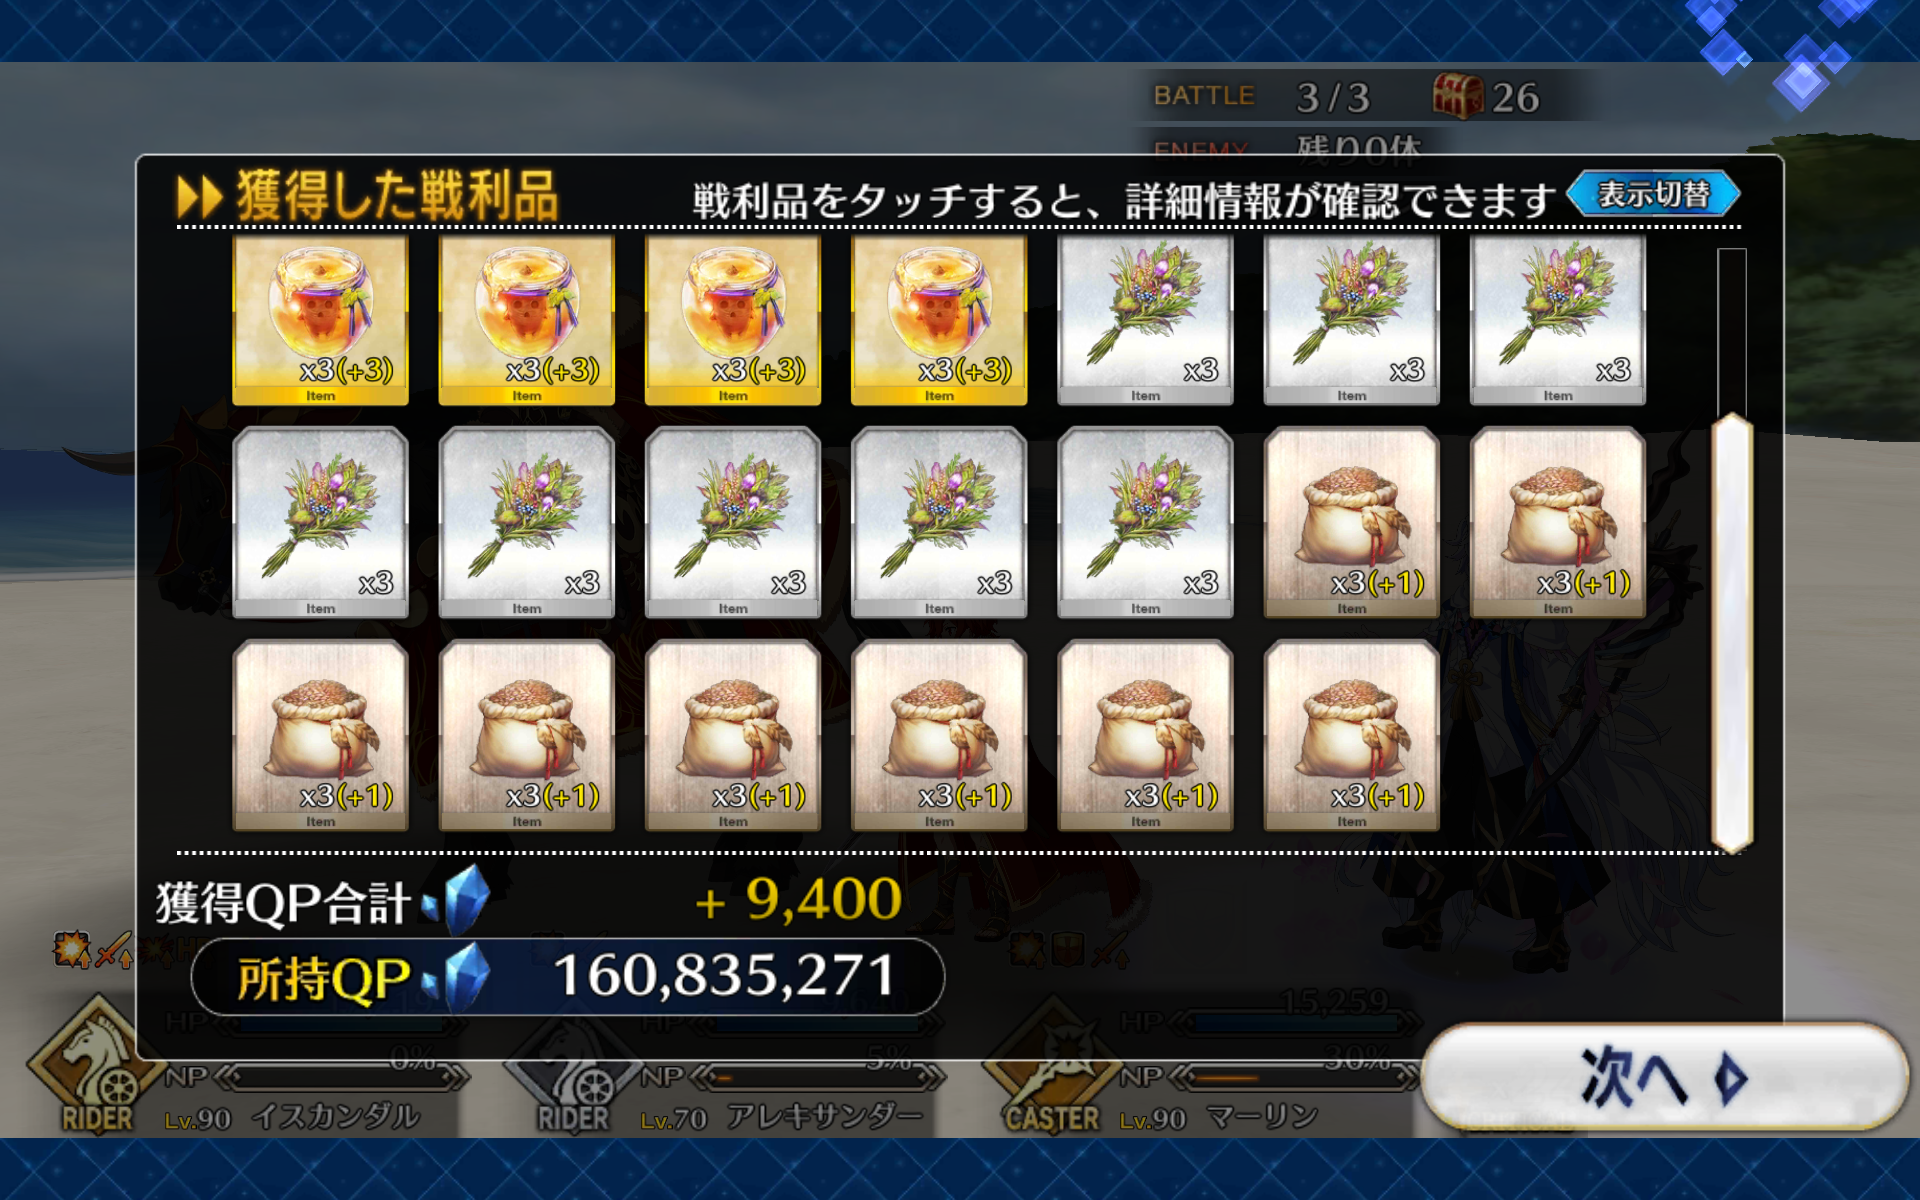 BATTLE 3/3 26
ENEMY 残り0体
獲得した戦利品 戦利品をタッチすると、詳細情報が確認できます 表示切替
x3(+3) x3(+3) x3(+3) x3(+3) x3 x3 x3
Item Item Item Item Item Item Item
x3 x3 x3 x3 x3 x3(+1) x3(+1)
Item Item Item Item Item Item Item
x3(+1) x3(+1) x3(+1) x3(+1) x3(+1) x3(+1)
Item Item Item Item Item Item
獲得QP合計 + 9,400
所持QP 160,835,271
HP HP HP 15,259
NP 0% NP 5% NP 30%
次へ
RIDER Lv.90 イスカンダル RIDER Lv.70 アレキサンダー CASTER Lv.90 マーリン